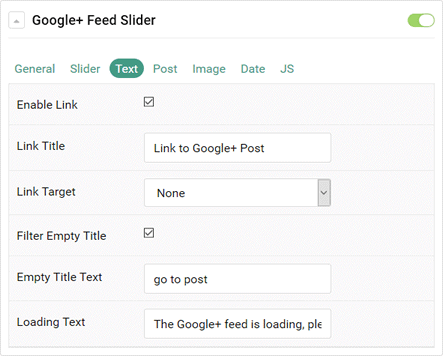 Google+ Feed Slider
General Slider Text Post Image Date JS
Enable Link
Link Title Link to Google+ Post
Link Target None
Filter Empty Title
Empty Title Text go to post
Loading Text The Google+ feed is loading, ple